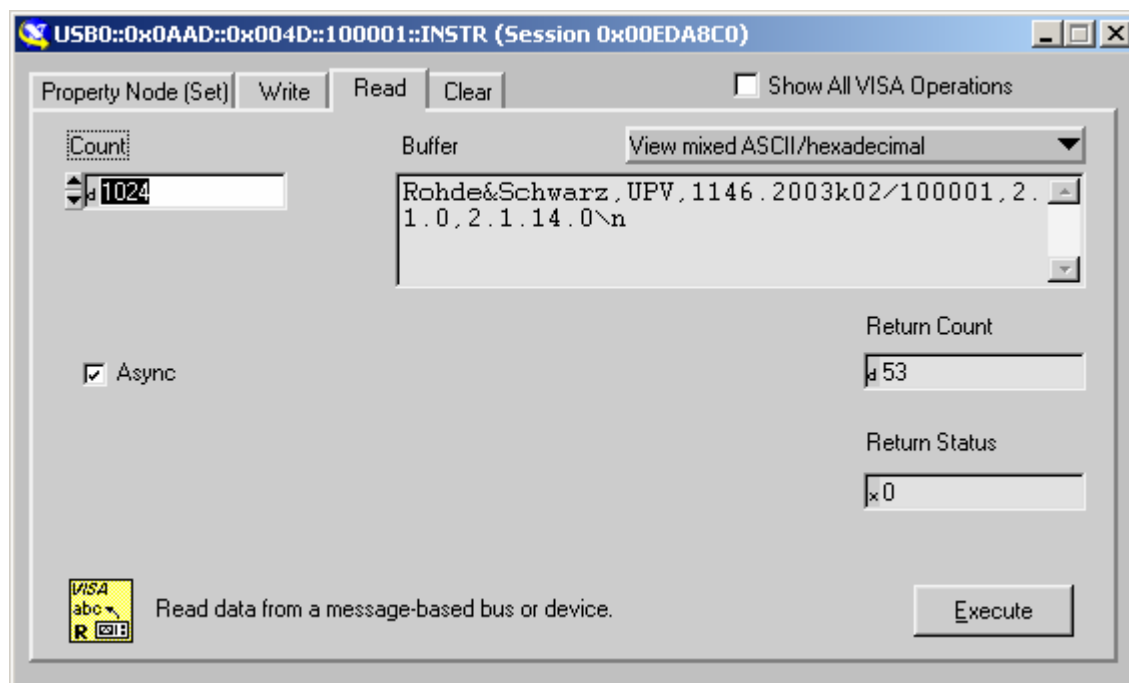 USB0::0x0AAD::0x004D::100001::INSTR (Session 0x00EDA8C0)
Property Node (Set) Write Read Clear Show All VISA Operations
Count Buffer View mixed ASCII/hexadecimal
d 1024
Rohde&Schwarz,UPV,1146.2003k02/100001,2.
1.0,2.1.14.0\n
Return Count
Async
d 53
Return Status
x 0
VISA
abc
R
Read data from a message-based bus or device.
Execute